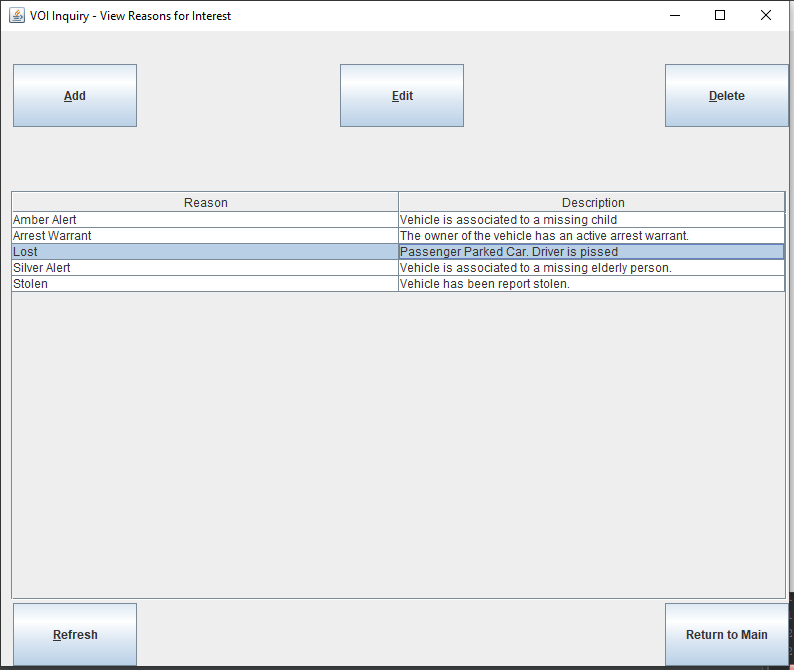 VOI Inquiry - View Reasons for Interest
Add Edit Delete
Reason Description
Amber Alert Vehicle is associated to a missing child
Arrest Warrant The owner of the vehicle has an active arrest warrant.
Lost Passenger Parked Car. Driver is pissed
Silver Alert Vehicle is associated to a missing elderly person.
Stolen Vehicle has been report stolen.
Refresh Return to Main